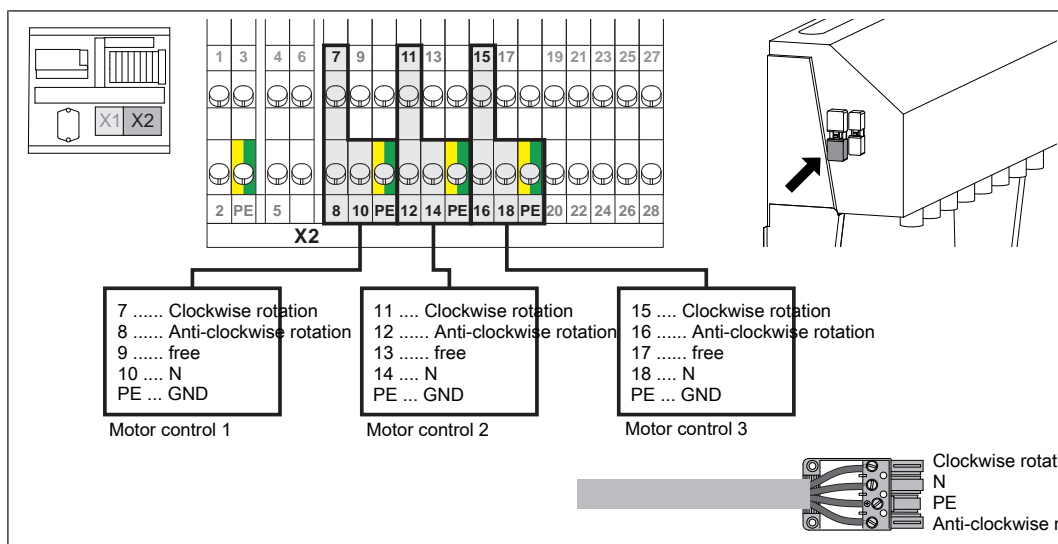 1 3 4 6 7 9 11 13 15 17 19 21 23 25 27
X1 X2
2 PE 5 8 10 PE 12 14 PE 16 18 PE 20 22 24 26 28
X2
7 ...... Clockwise rotation
8 ...... Anti-clockwise rotation
9 ...... free
10 .... N
PE ... GND
Motor control 1
11 .... Clockwise rotation
12 ..... Anti-clockwise rotation
13 ..... free
14 .... N
PE ... GND
Motor control 2
15 .... Clockwise rotation
16 ..... Anti-clockwise rotation
17 ..... free
18 .... N
PE ... GND
Motor control 3
Clockwise rotat
N
PE
Anti-clockwise r